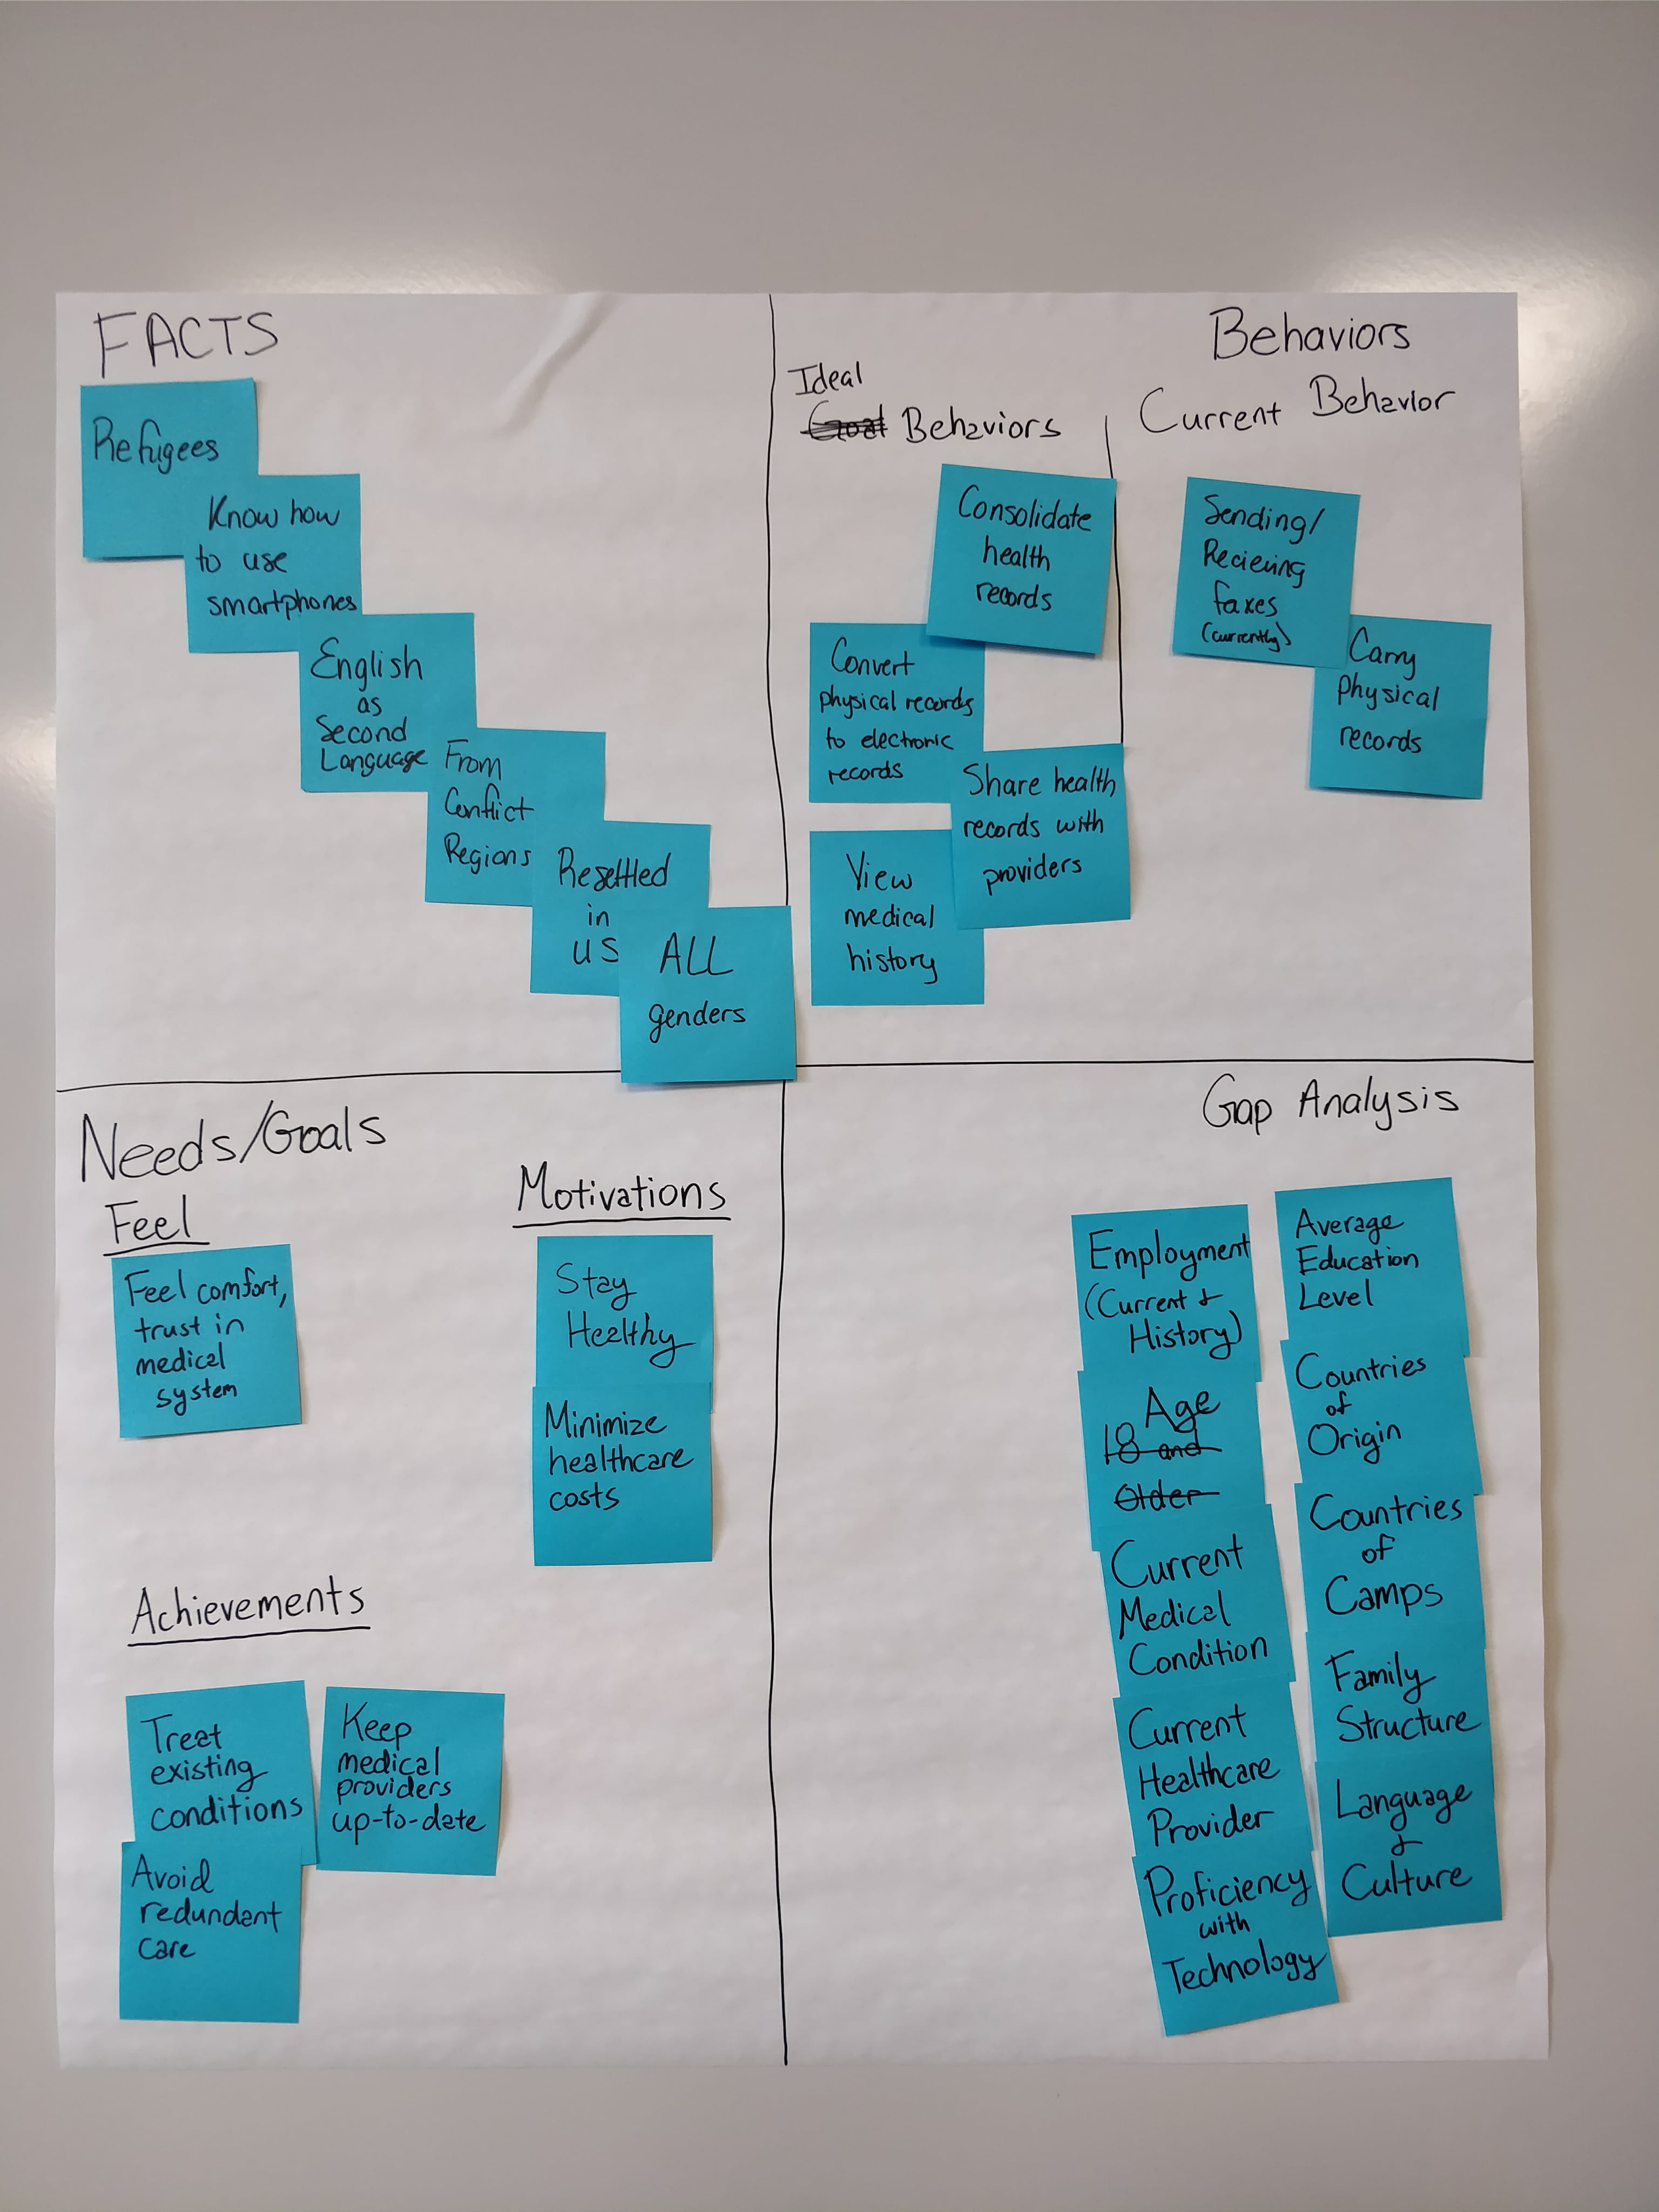 FACTS
Refugees
Know how
to use
smartphones
English
as
Second
Language
From
Conflict
Regions
Resettled
in
US
ALL
genders
Behaviors
Ideal
Goal Behaviors
Consolidate
health
records
Convert
physical records
to electronic
records
Share health
records with
providers
View
medical
history
Current Behavior
Sending/
Recieving
faxes
(currently)
Carry
physical
records
Needs/Goals
Feel
Feel comfort,
trust in
medical
system
Motivations
Stay
Healthy
Minimize
healthcare
costs
Achievements
Treat
existing
conditions
Keep
medical
providers
up-to-date
Avoid
redundant
care
Gap Analysis
Employment
(Current &
History)
Age
18 and
Older
Current
Medical
Condition
Current
Healthcare
Provider
Proficiency
with
Technology
Average
Education
Level
Countries
of
Origin
Countries
of
Camps
Family
Structure
Language
&
Culture